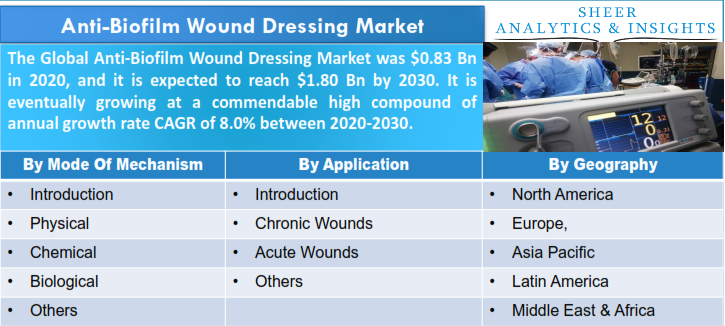 Anti-Biofilm Wound Dressing Market
SHEER
ANALYTICS & INSIGHTS
The Global Anti-Biofilm Wound Dressing Market was $0.83 Bn
in 2020, and it is expected to reach $1.80 Bn by 2030. It is
eventually growing at a commendable high compound of
annual growth rate CAGR of 8.0% between 2020-2030.
12 12
0 0.21
0
By Mode Of Mechanism By Application By Geography
• Introduction • Introduction • North America
• Physical • Chronic Wounds • Europe,
• Chemical • Acute Wounds • Asia Pacific
• Biological • Others • Latin America
• Others • Middle East & Africa